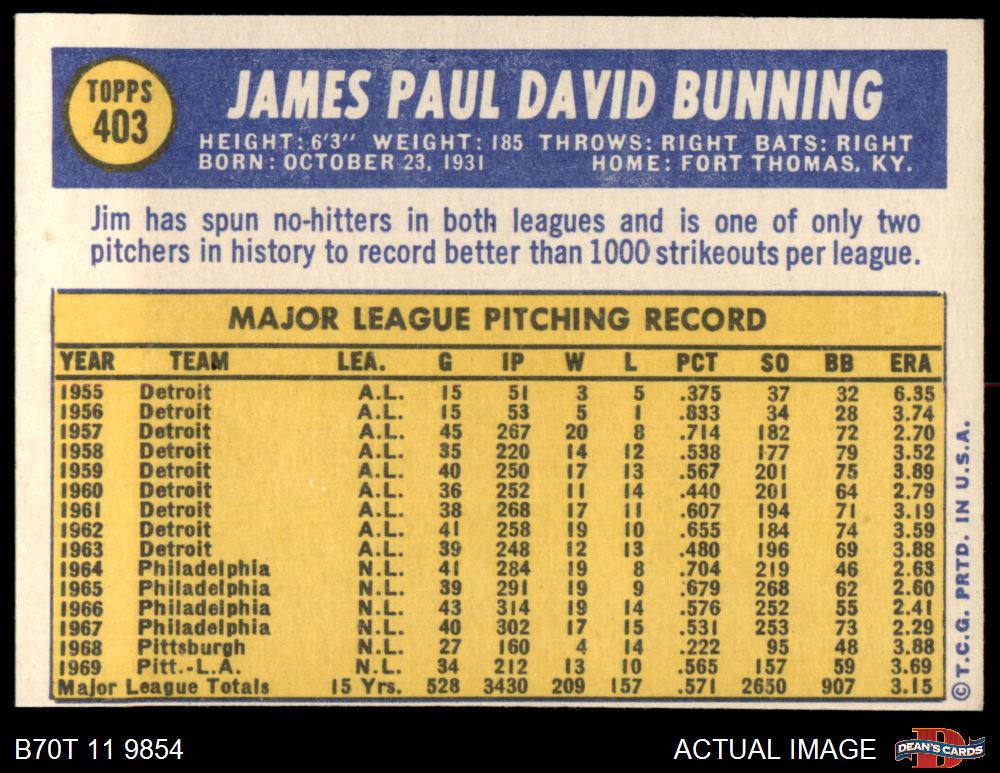 TOPPS
403
JAMES PAUL DAVID BUNNING
HEIGHT: 6'3" WEIGHT: 185 THROWS: RIGHT BATS: RIGHT
BORN: OCTOBER 23, 1931 HOME: FORT THOMAS, KY.
Jim has spun no-hitters in both leagues and is one of only two
pitchers in history to record better than 1000 strikeouts per league.
MAJOR LEAGUE PITCHING RECORD
YEAR TEAM LEA. G IP W L PCT SO BB ERA
1955 Detroit A.L. 15 51 3 5 .375 37 32 6.35
1956 Detroit A.L. 15 53 5 1 .833 34 28 3.74
1957 Detroit A.L. 45 267 20 8 .714 182 72 2.70
1958 Detroit A.L. 35 220 14 12 .538 177 79 3.52
1959 Detroit A.L. 40 250 17 13 .567 201 75 3.89
1960 Detroit A.L. 36 252 11 14 .440 201 64 2.79
1961 Detroit A.L. 38 268 17 11 .607 194 71 3.19
1962 Detroit A.L. 41 258 19 10 .655 184 74 3.59
1963 Detroit A.L. 39 248 12 13 .480 196 69 3.88
1964 Philadelphia N.L. 41 284 19 8 .704 219 46 2.63
1965 Philadelphia N.L. 39 291 19 9 .679 268 62 2.60
1966 Philadelphia N.L. 43 314 19 14 .576 252 55 2.41
1967 Philadelphia N.L. 40 302 17 15 .531 253 73 2.29
1968 Pittsburgh N.L. 27 160 4 14 .222 95 48 3.88
1969 Pitt.-L.A. N.L. 34 212 13 10 .565 157 59 3.69
Major League Totals 15 Yrs. 528 3430 209 157 .571 2650 907 3.15
© T.C.G. PRTD. IN U.S.A.
B70T 11 9854
ACTUAL IMAGE
D
DEAN'S CARDS